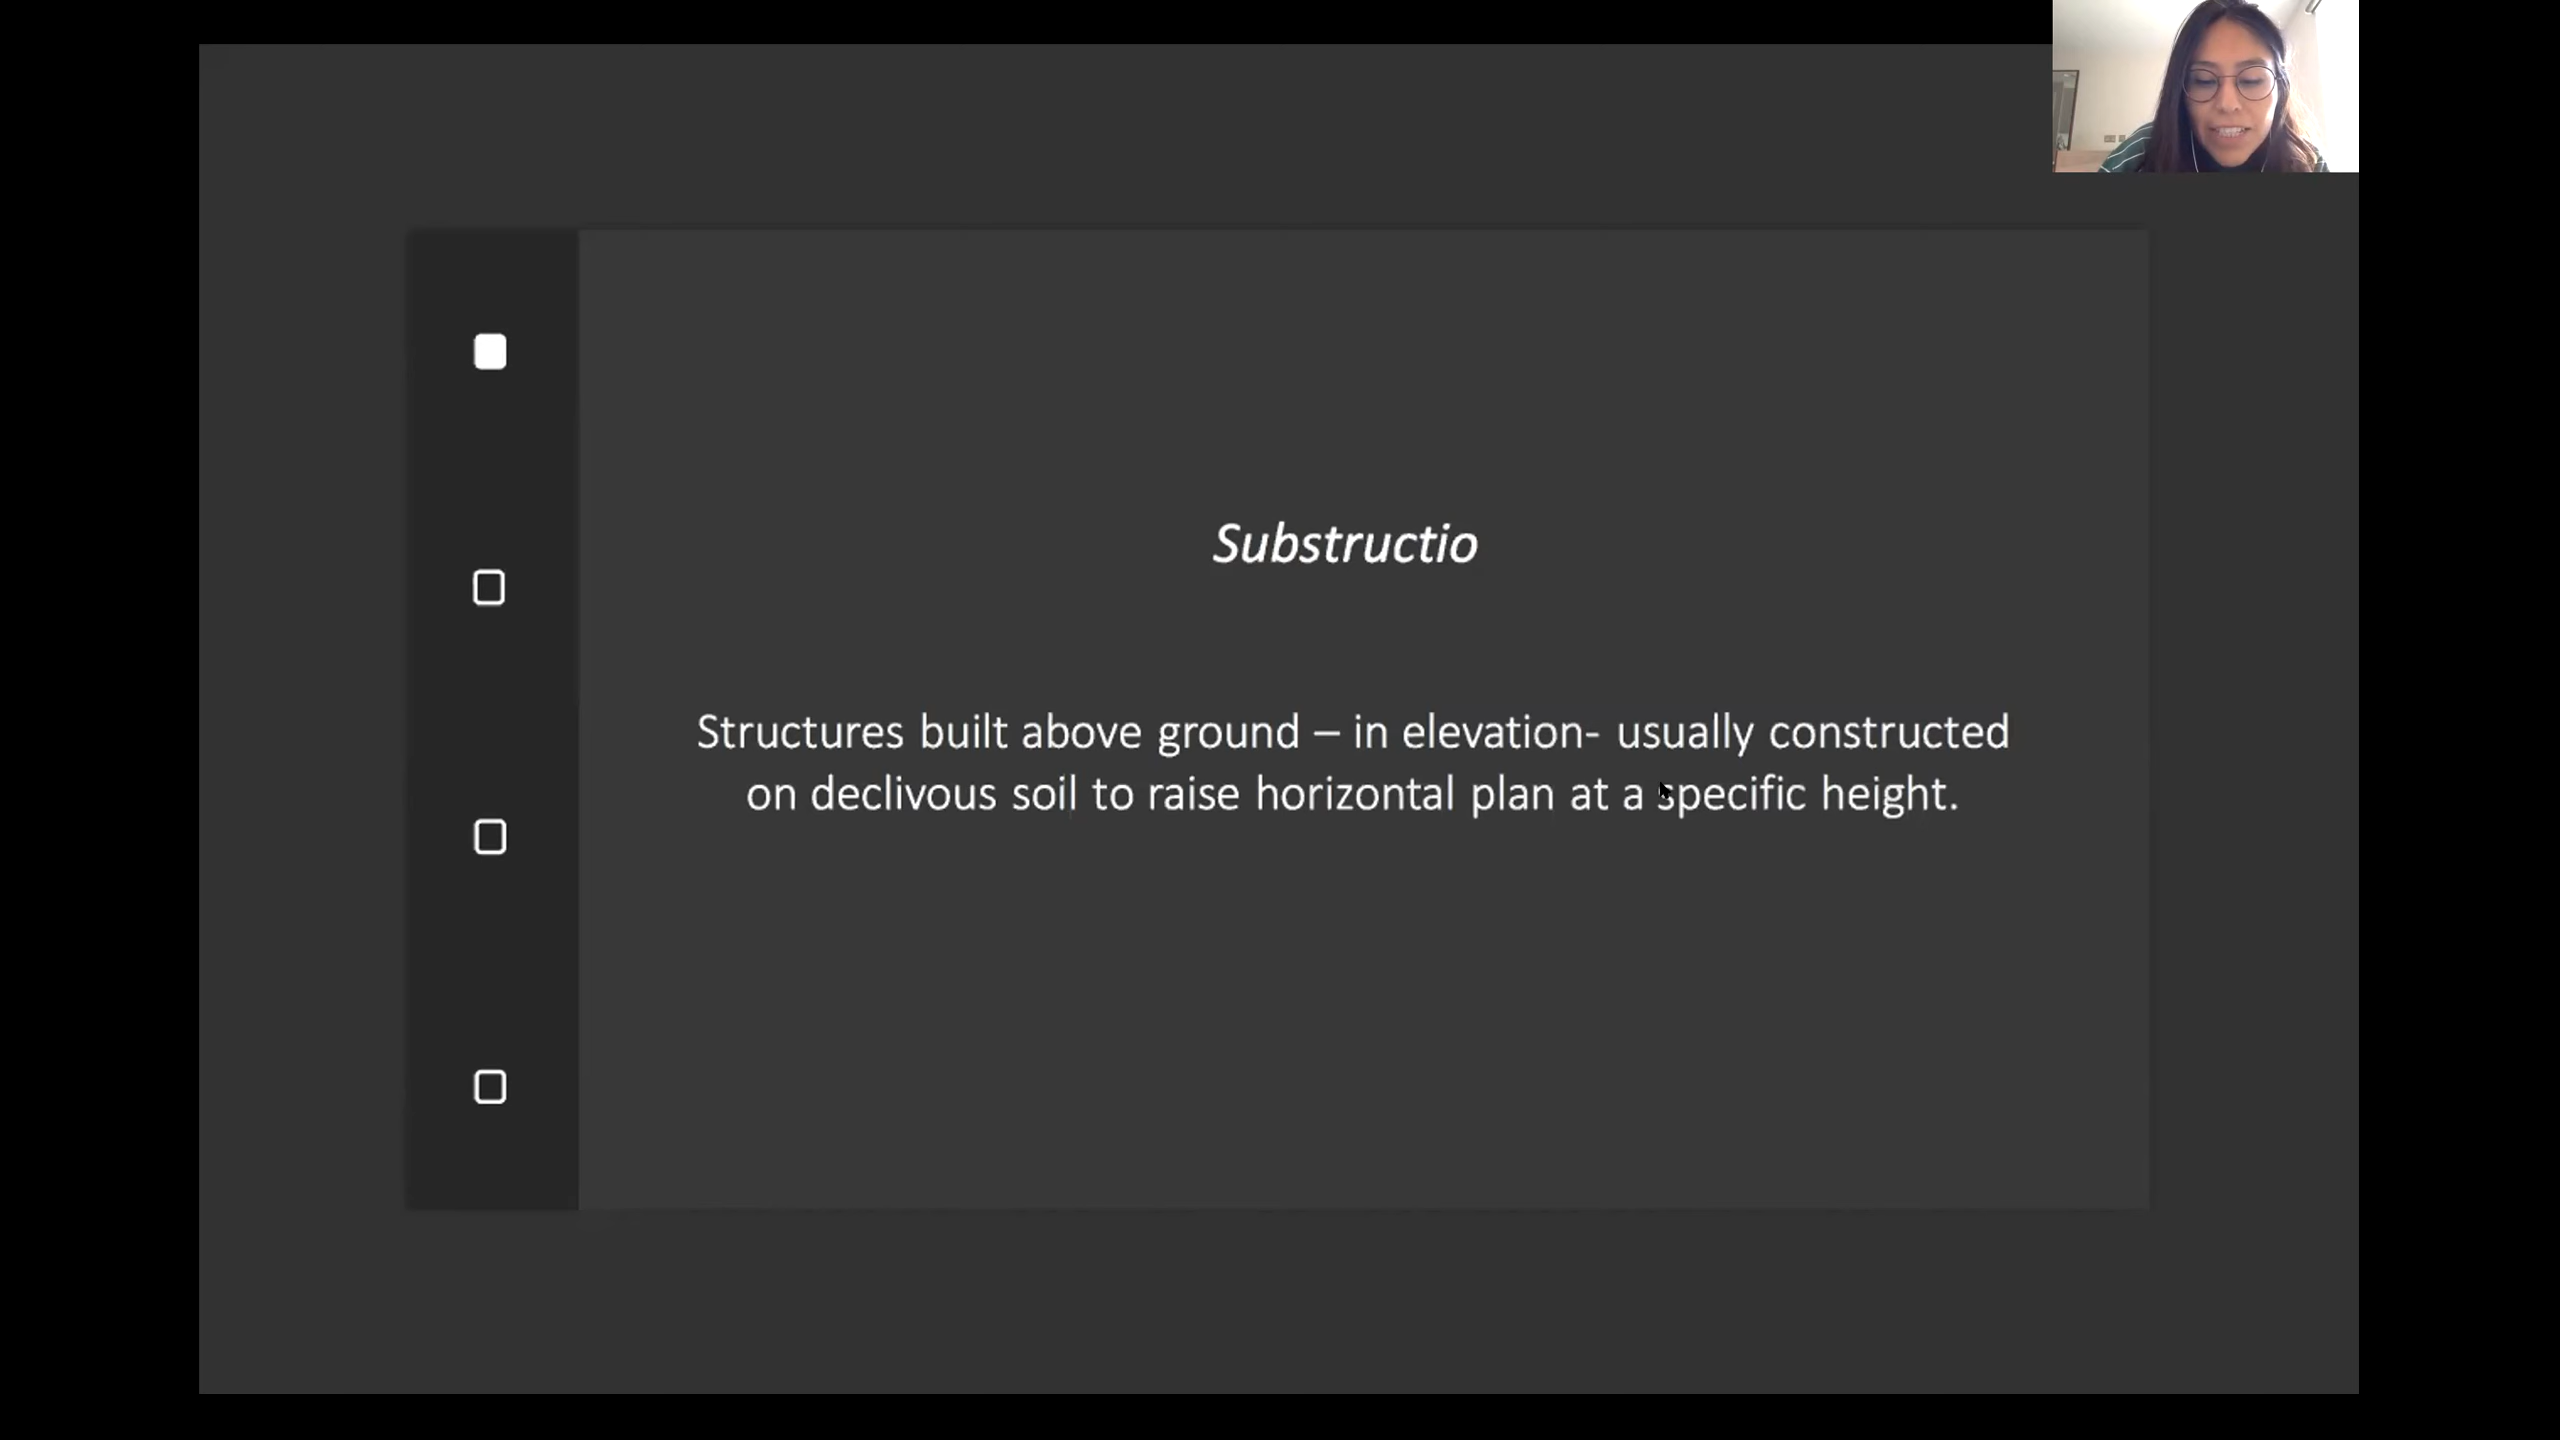 Substructio
Structures built above ground – in elevation- usually constructed
on declivous soil to raise horizontal plan at a specific height.